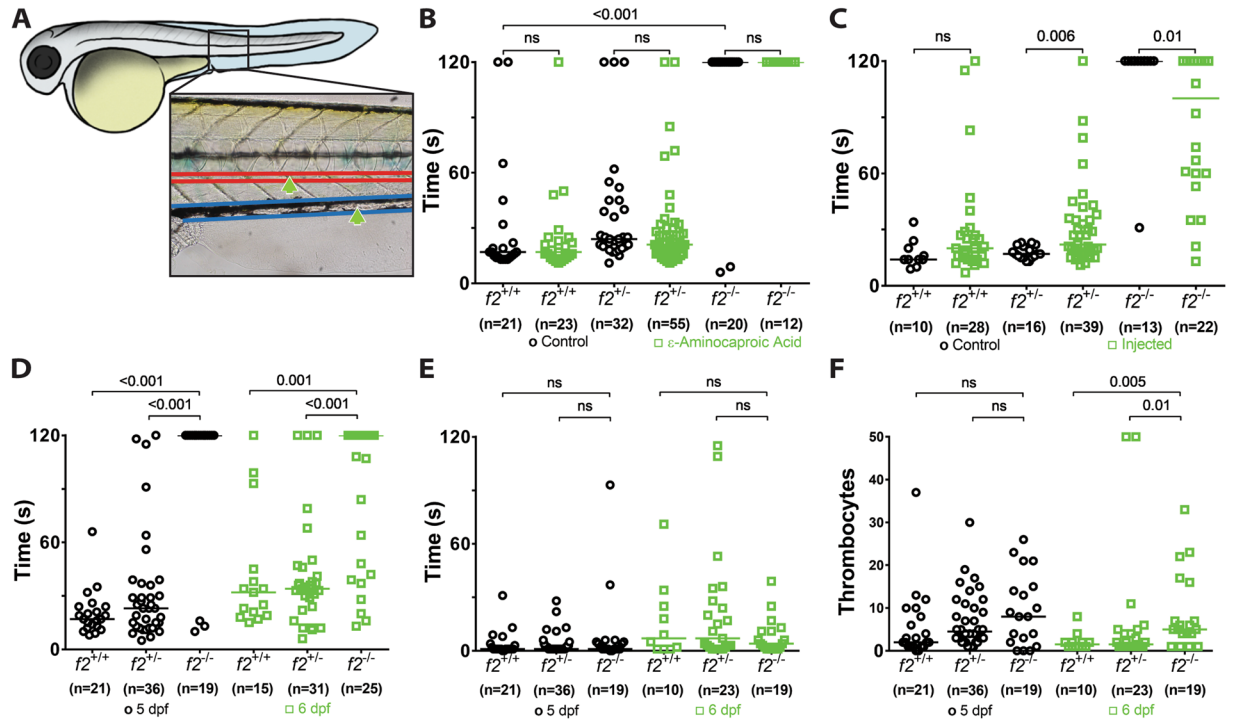 A
B
<0.001
ns
ns
ns
120
60
0
Time (s)
f2+/+
f2+/+
f2+/-
f2+/-
f2-/-
f2-/-
(n=21)
(n=23)
(n=32)
(n=55)
(n=20)
(n=12)
Control
ε-Aminocaproic Acid
C
ns
0.006
0.01
120
60
0
Time (s)
f2+/+
f2+/+
f2+/-
f2+/-
f2-/-
f2-/-
(n=10)
(n=28)
(n=16)
(n=39)
(n=13)
(n=22)
Control
Injected
D
<0.001
<0.001
0.001
<0.001
120
60
0
Time (s)
f2+/+
f2+/-
f2-/-
f2+/+
f2+/-
f2-/-
(n=21)
(n=36)
(n=19)
(n=15)
(n=31)
(n=25)
5 dpf
6 dpf
E
ns
ns
ns
ns
120
60
0
Time (s)
f2+/+
f2+/-
f2-/-
f2+/+
f2+/-
f2-/-
(n=21)
(n=36)
(n=19)
(n=10)
(n=23)
(n=19)
5 dpf
6 dpf
F
ns
ns
0.005
0.01
50
40
30
20
10
0
Thrombocytes
f2+/+
f2+/-
f2-/-
f2+/+
f2+/-
f2-/-
(n=21)
(n=36)
(n=19)
(n=10)
(n=23)
(n=19)
5 dpf
6 dpf